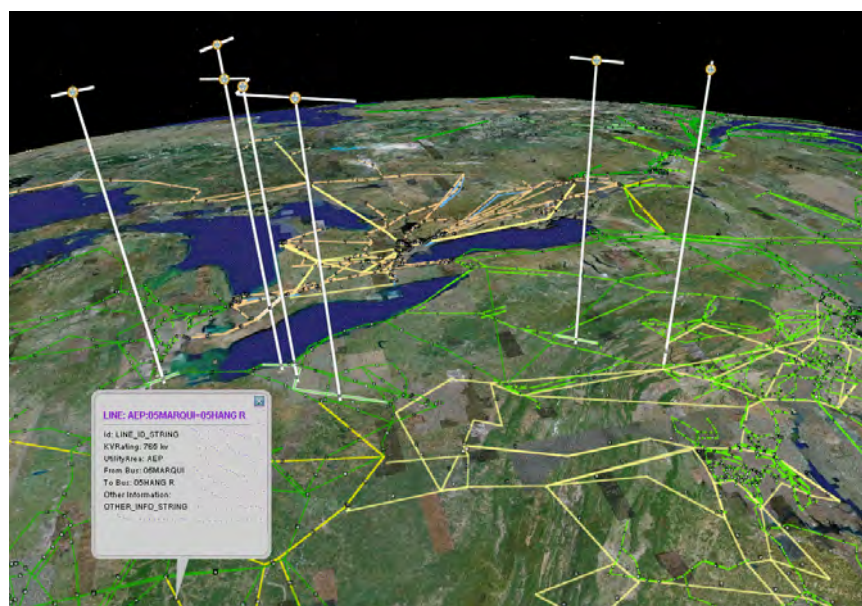 LINE: AEP:05MARQUI=05HANG R
Id: LINE_ID_STRING
KVRating: 765 kv
UtilityArea: AEP
From Bus: 05MARQUI
To Bus: 05HANG R
Other Information:
OTHER_INFO_STRING